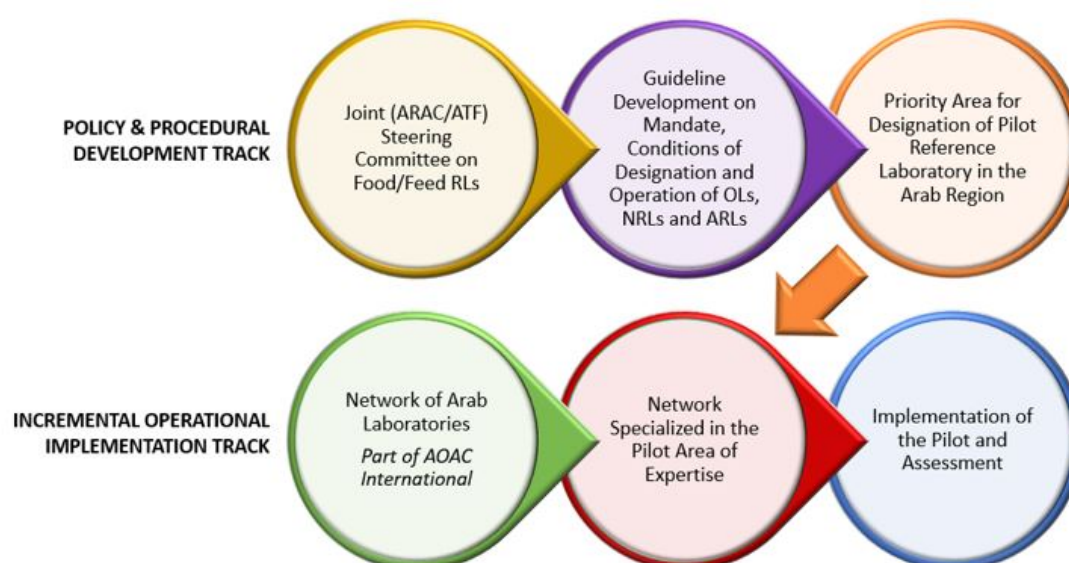 POLICY & PROCEDURAL
DEVELOPMENT TRACK
Joint (ARAC/ATF)
Steering
Committee on
Food/Feed RLs
Guideline
Development on
Mandate,
Conditions of
Designation and
Operation of OLs,
NRLs and ARLs
Priority Area for
Designation of Pilot
Reference
Laboratory in the
Arab Region
INCREMENTAL OPERATIONAL
IMPLEMENTATION TRACK
Network of Arab
Laboratories
Part of AOAC
International
Network
Specialized in the
Pilot Area of
Expertise
Implementation of
the Pilot and
Assessment